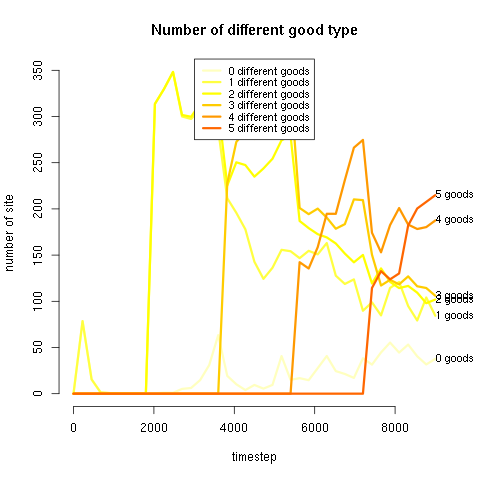 Number of different good type
0 different goods
1 different goods
2 different goods
3 different goods
4 different goods
5 different goods
number of site
350
300
250
200
150
100
50
0
5 goods
4 goods
3 goods
2 goods
1 goods
0 goods
0 2000 4000 6000 8000
timestep